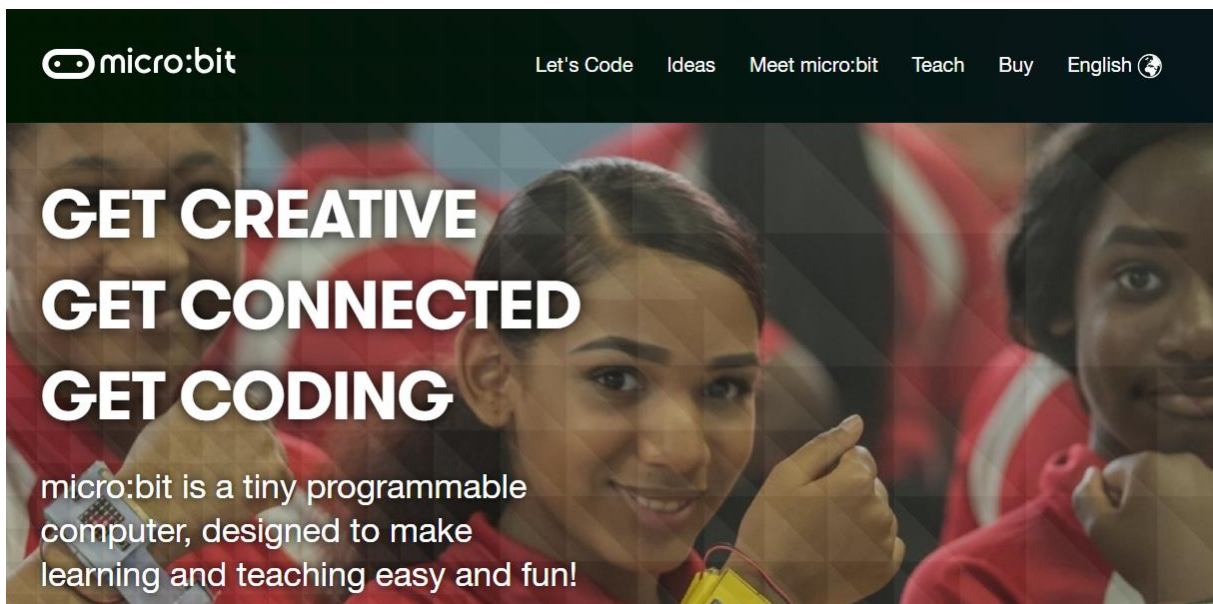 micro:bit
Let's Code Ideas Meet micro:bit Teach Buy English
GET CREATIVE
GET CONNECTED
GET CODING
micro:bit is a tiny programmable
computer, designed to make
learning and teaching easy and fun!